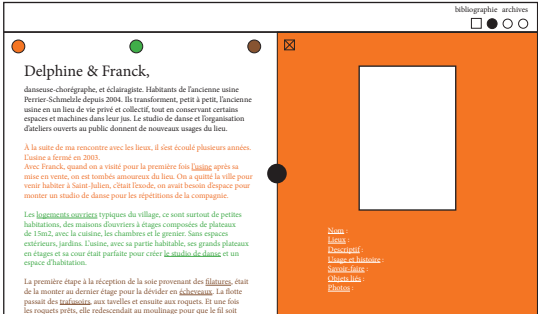 bibliographie archives
Delphine & Franck,
danseuse-chorégraphe, et éclairagiste. Habitants de l'ancienne usine
Perrier-Schmelzle depuis 2004. Ils transforment, petit à petit, l'ancienne
usine en un lieu de vie privé et collectif, tout en conservant certains
espaces et machines dans leur jus. Le studio de danse et l'organisation
d'ateliers ouverts au public donnent de nouveaux usages du lieu.
À la suite de ma rencontre avec les lieux, il s'est écoulé plusieurs années.
L'usine a fermé en 2003.
Avec Franck, quand on a visité pour la première fois l'usine après sa
mise en vente, on est tombés amoureux du lieu. On a quitté la ville pour
venir habiter à Saint-Julien, c'était l'exode, on avait besoin d'espace pour
monter un studio de danse pour les répétitions de la compagnie.
Les logements ouvriers typiques du village, ce sont surtout de petites
habitations, des maisons d'ouvriers à étages composées de plateaux
de 15m2, avec la cuisine, les chambres et le grenier. Sans espaces
extérieurs, jardins. L'usine, avec sa partie habitable, ses grands plateaux
en étages et sa cour était parfaite pour créer le studio de danse et un
espace d'habitation.
La première étape à la réception de la soie provenant des filatures, était
de la monter au dernier étage pour la dévider en écheveaux. La flotte
passait des trafusoirs, aux tavelles et ensuite aux roquets. Et une fois
les roquets prêts, elle redescendait au moulinage pour que le fil soit
Nom :
Lieux :
Descriptif :
Usage et histoire :
Savoir-faire :
Objets liés :
Photos :